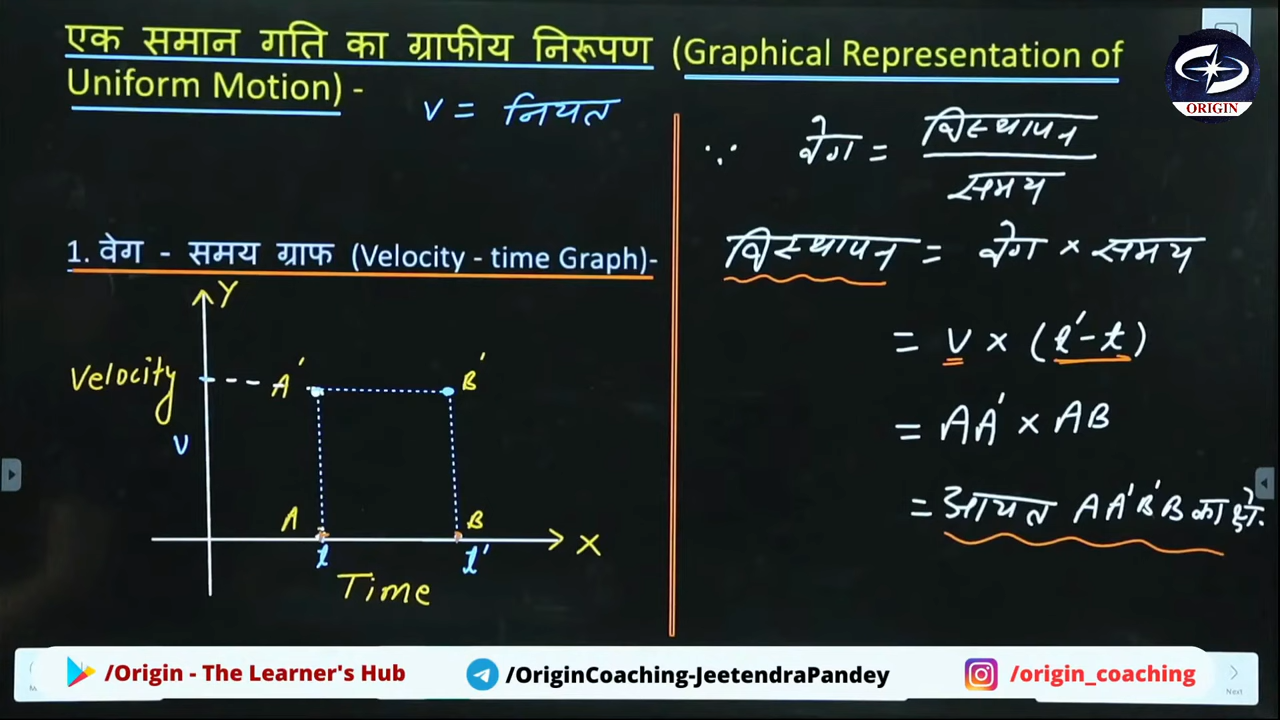 एक समान गति का ग्राफीय निरूपण (Graphical Representation of
Uniform Motion) -
v = नियत
ORIGIN
∵ वेग = विस्थापन
समय
1. वेग - समय ग्राफ (Velocity - time Graph)-
विस्थापन = वेग × समय
Y
= v × (t'-t)
Velocity
A'
B'
v
= AA' × AB
A
B
= आयत AA'B'B का क्षे.
X
t
t'
Time
/Origin - The Learner's Hub
/OriginCoaching-JeetendraPandey
/origin_coaching
Next